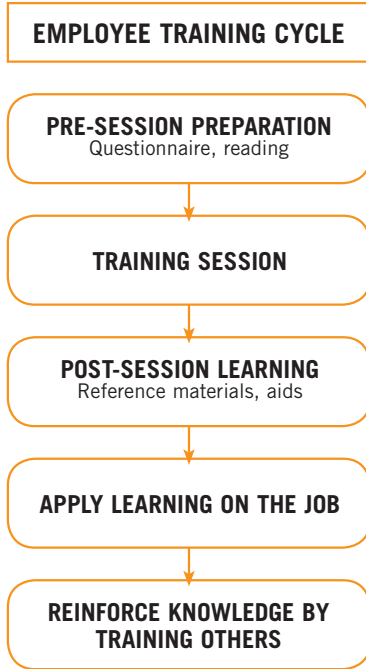 EMPLOYEE TRAINING CYCLE
PRE-SESSION PREPARATION
Questionnaire, reading
TRAINING SESSION
POST-SESSION LEARNING
Reference materials, aids
APPLY LEARNING ON THE JOB
REINFORCE KNOWLEDGE BY
TRAINING OTHERS